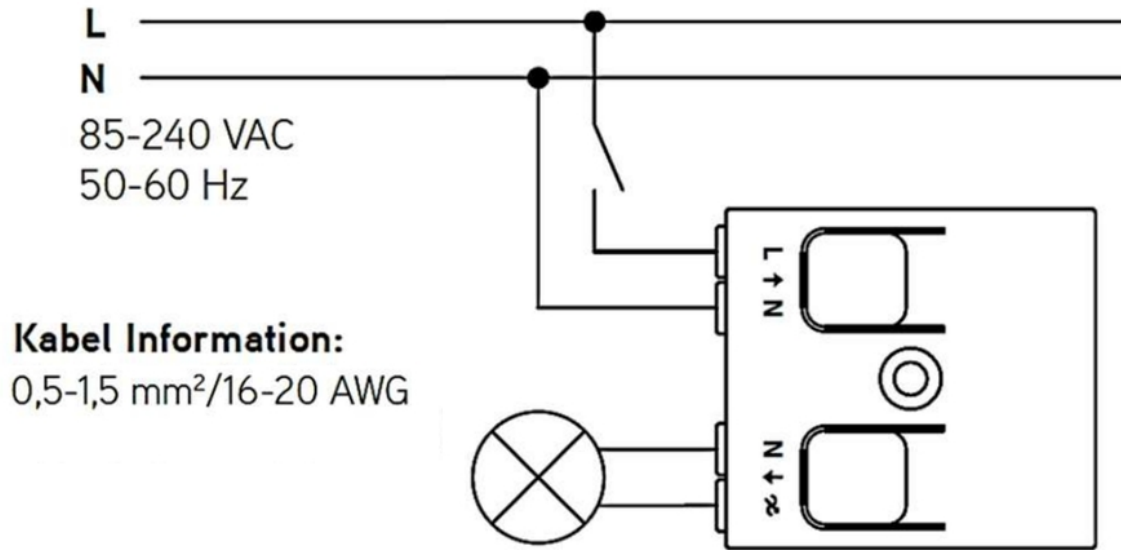 L
N
85-240 VAC
50-60 Hz
Kabel Information:
0,5-1,5 mm²/16-20 AWG
L ↑ N
N ↓